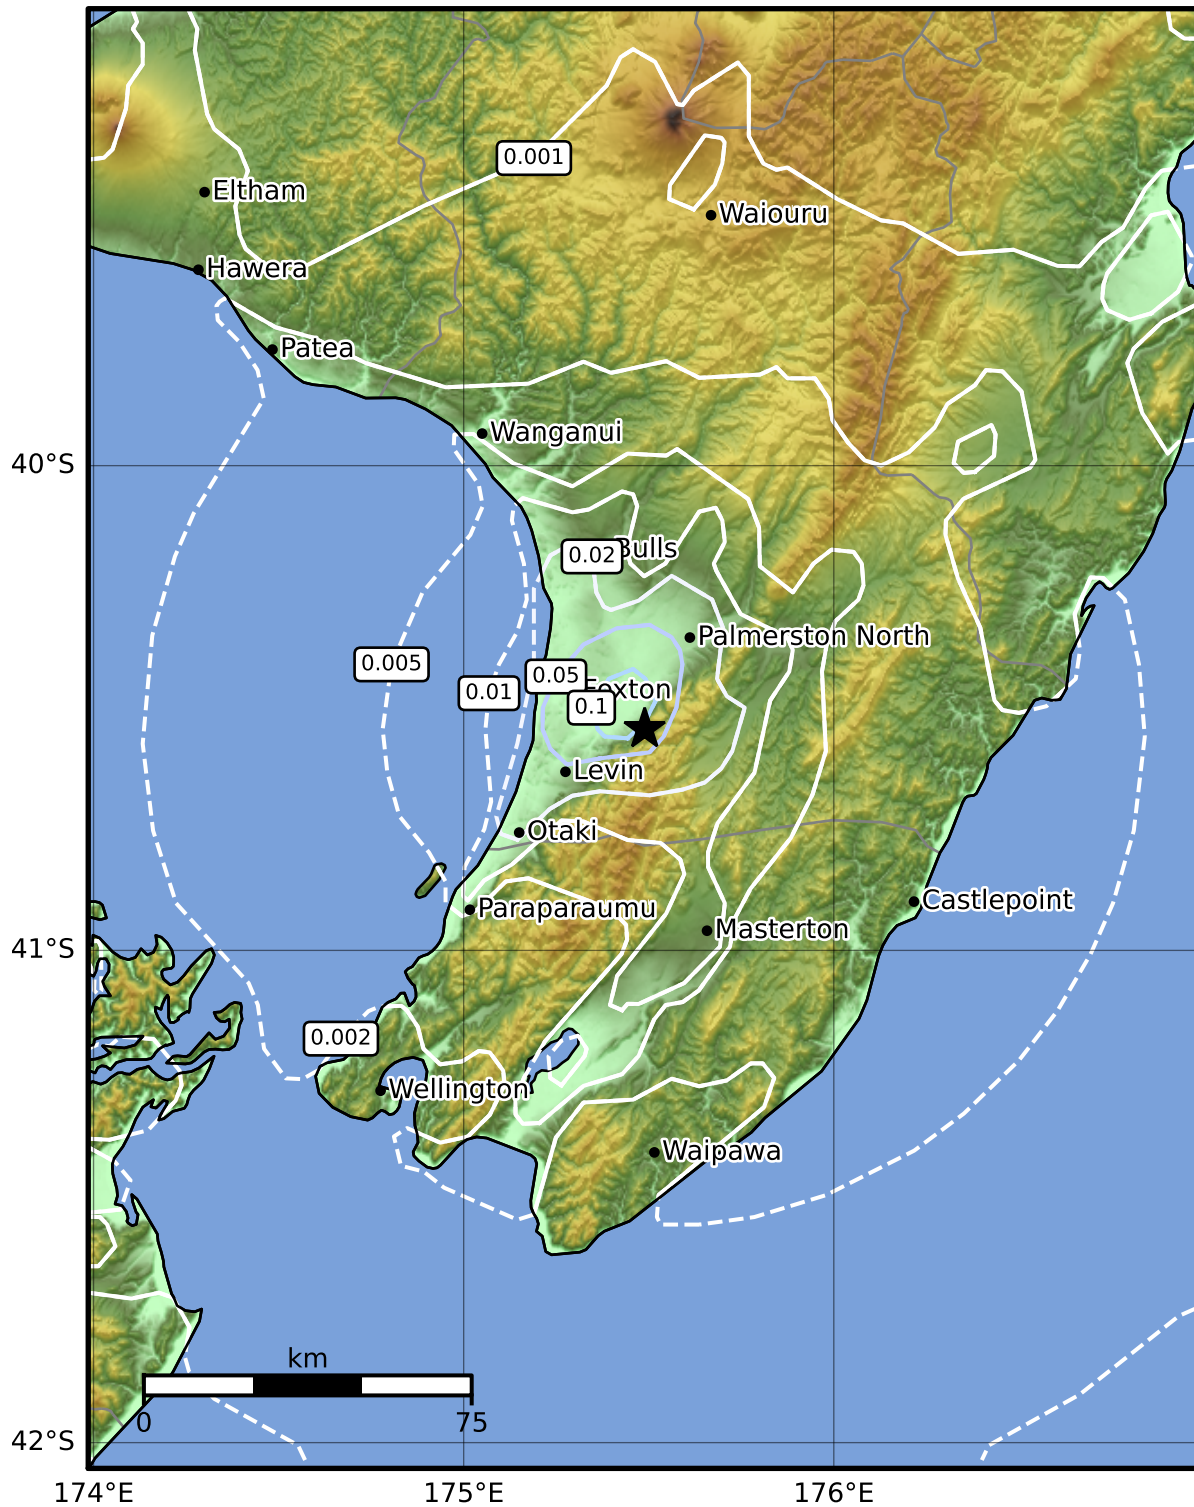 0.001
Eltham
Waiouru
Hawera
Patea
Wanganui
40°S
0.02
Bulls
Palmerston North
0.005
0.05
0.01
Foxton
0.1
Levin
Otaki
Castlepoint
Paraparaumu
Masterton
41°S
0.002
Wellington
Waipawa
km
0
75
42°S
174°E
175°E
176°E